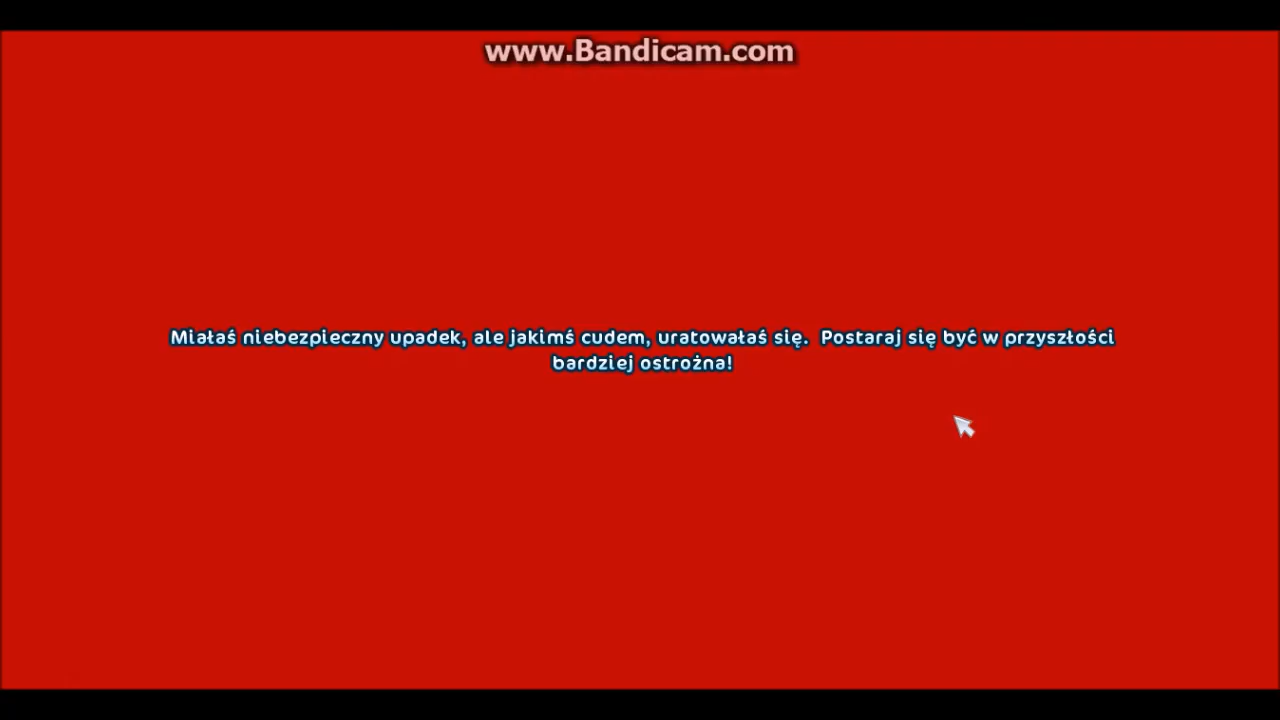 www.Bandicam.com
Miałaś niebezpieczny upadek, ale jakimś cudem, uratowałaś się.  Postaraj się być w przyszłości
bardziej ostrożna!